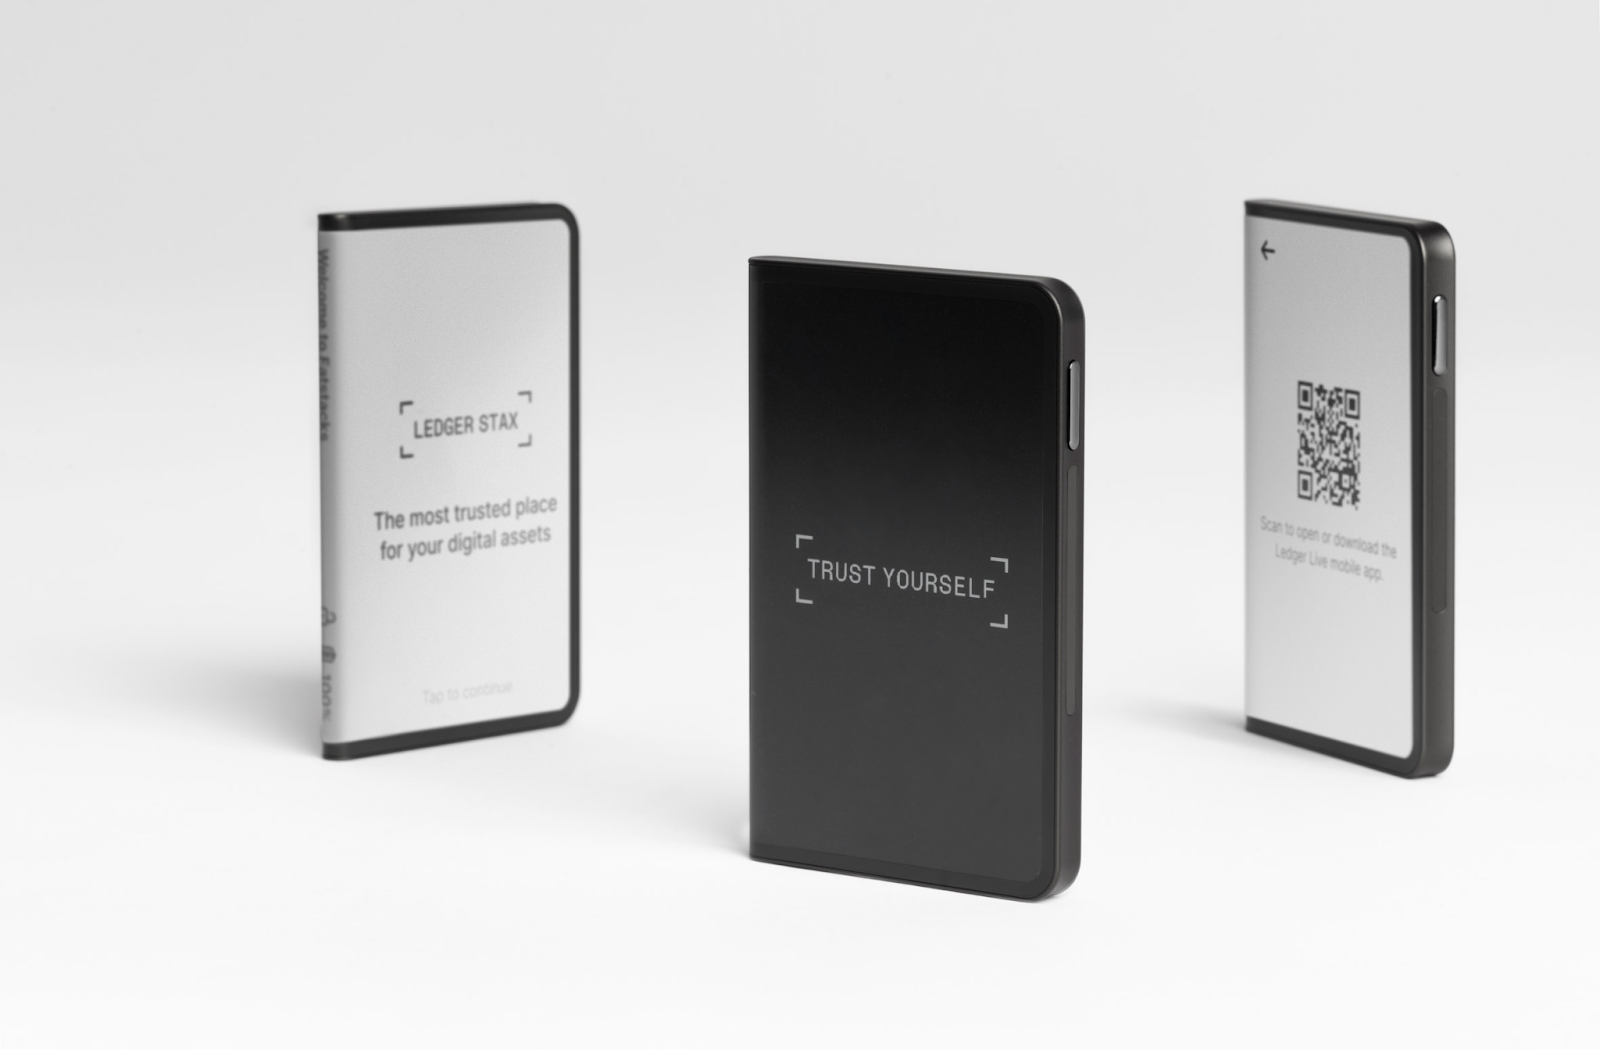 Welcome to Fatstacks
LEDGER STAX
The most trusted place
for your digital assets
Tap to continue
100%
TRUST YOURSELF
Scan to open or download the
Ledger Live mobile app.